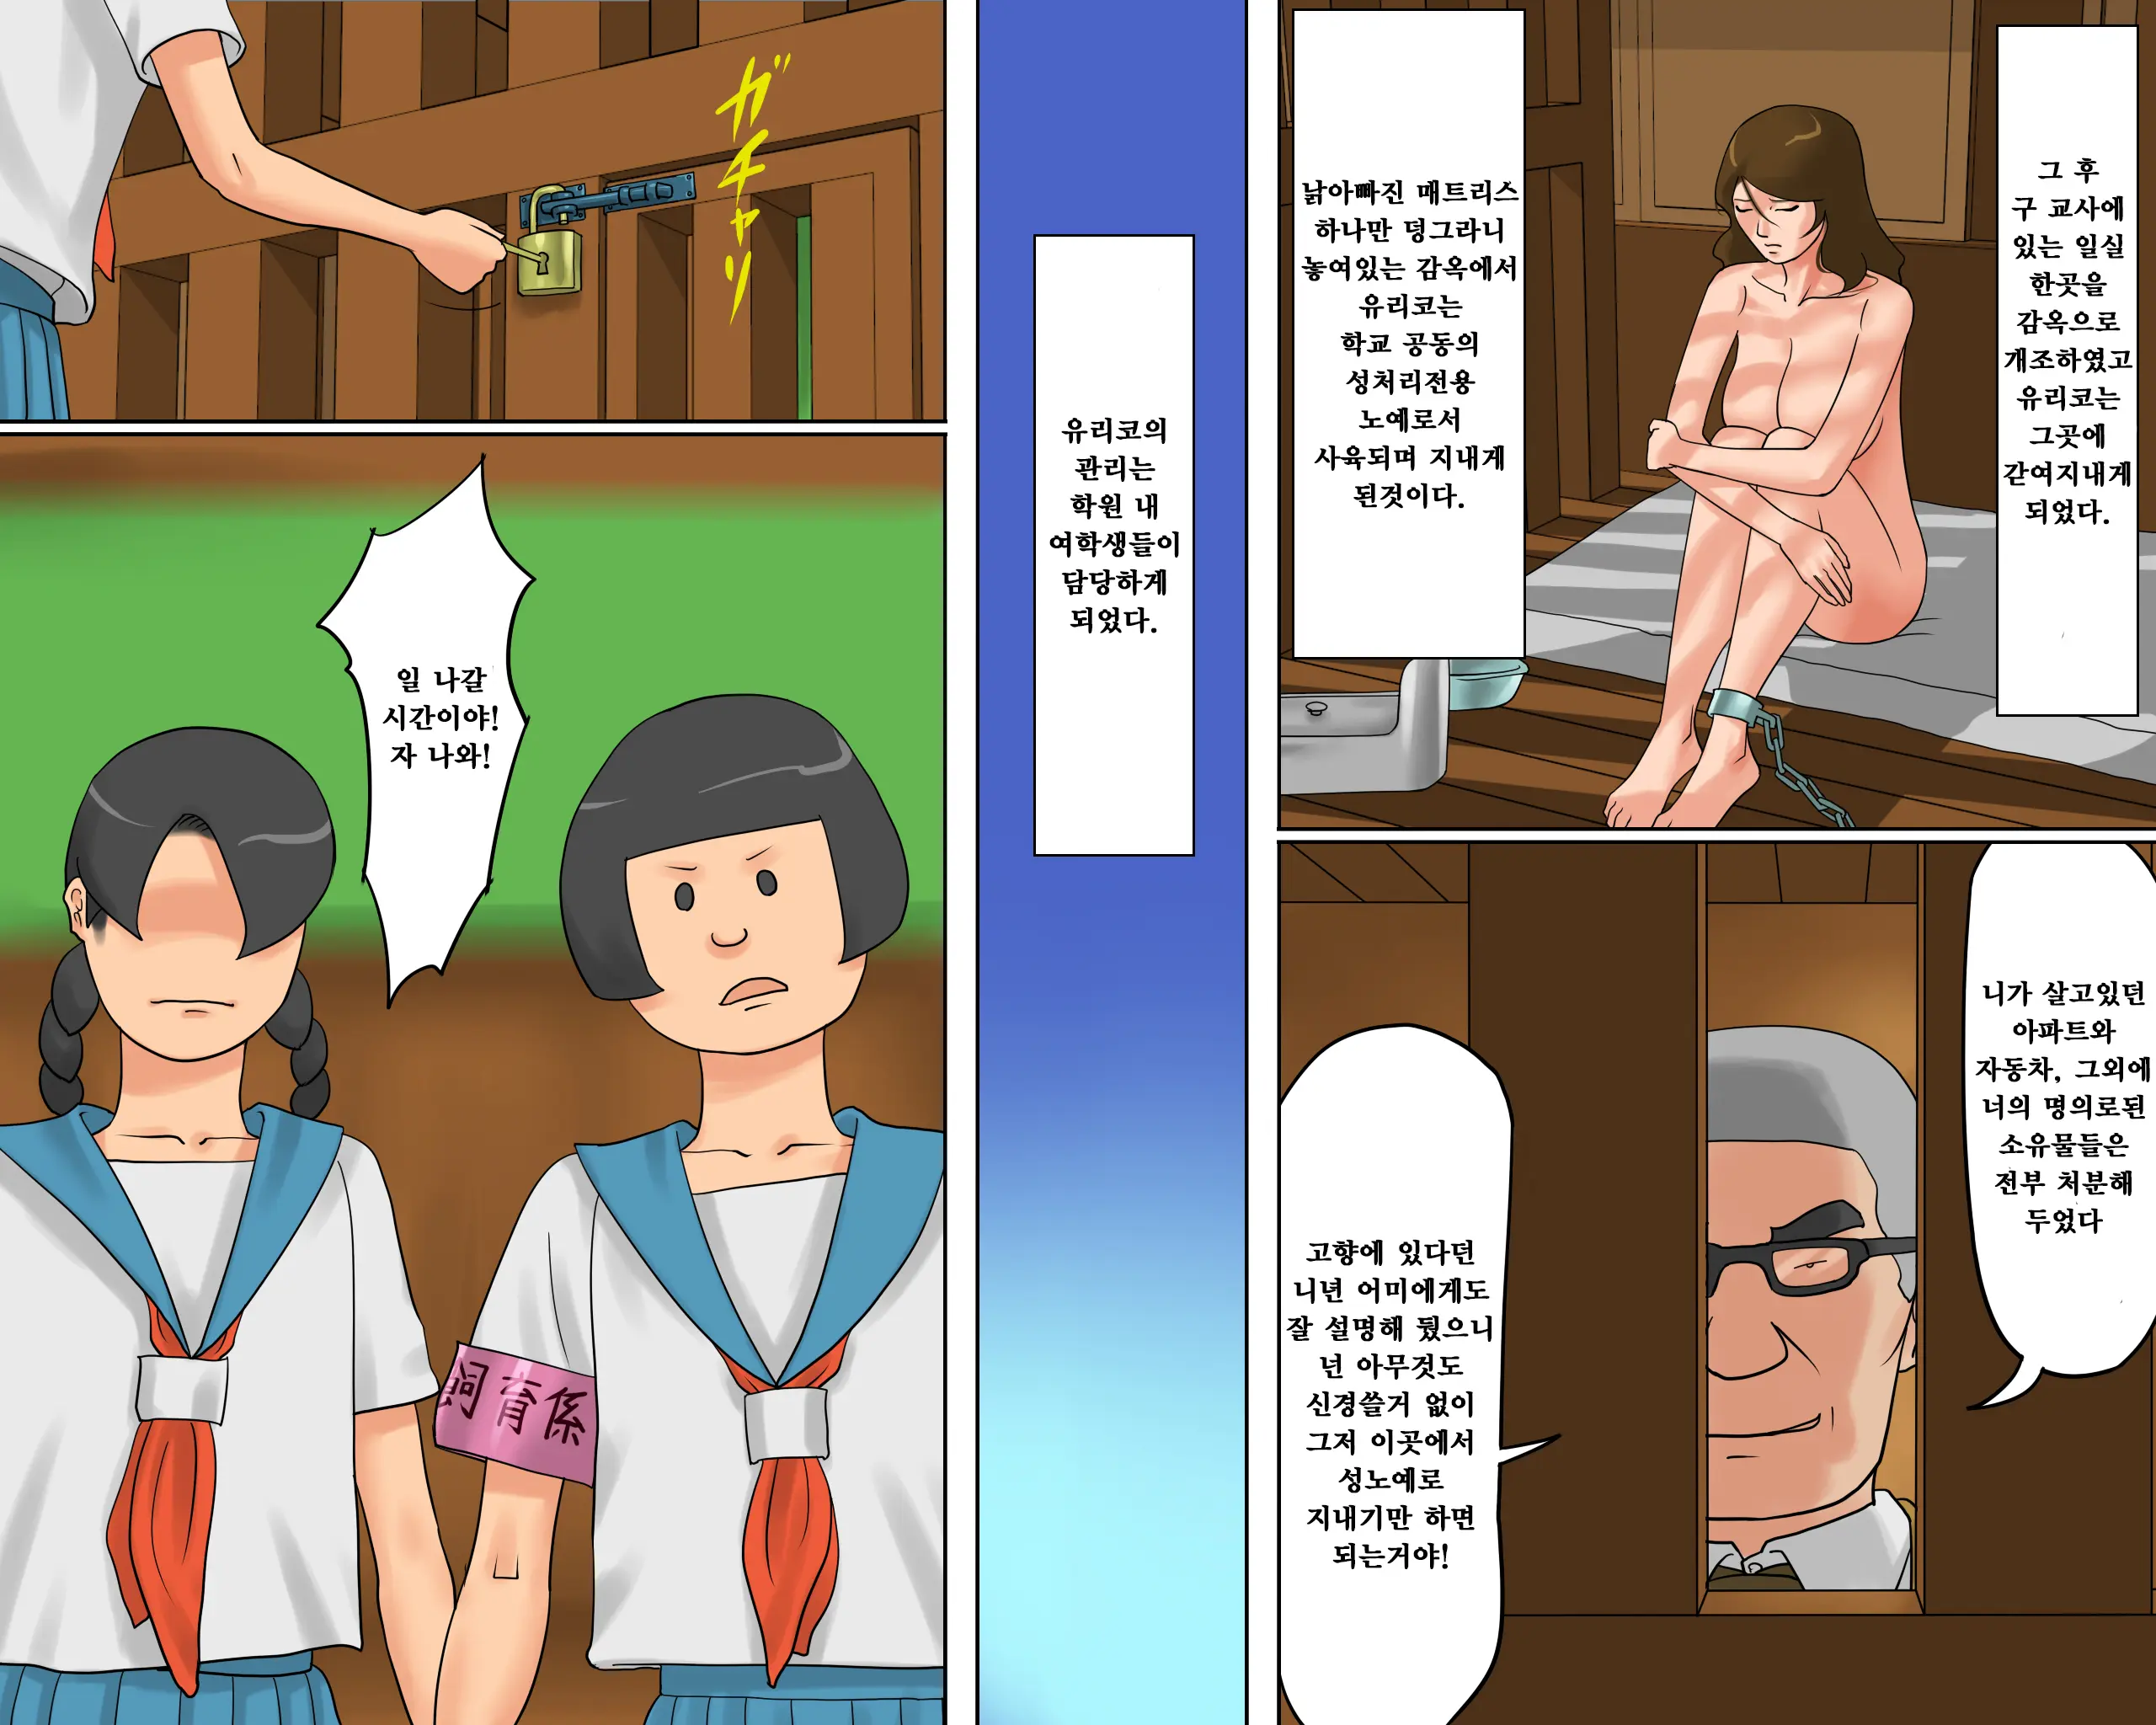 그 후
구 교사에
있는 일실
한곳을
감옥으로
개조하였고
유리코는
그곳에
갇여지내게
되었다.
낡아빠진 매트리스
하나만 덩그라니
놓여있는 감옥에서
유리코는
학교 공동의
성처리전용
노예로서
사육되며 지내게
된것이다.
니가 살고있던
아파트와
자동차, 그외에
너의 명의로된
소유물들은
전부 처분해
두었다
고향에 있다던
니년 어미에게도
잘 설명해 뒀으니
넌 아무것도
신경쓸거 없이
그저 이곳에서
성노예로
지내기만 하면
되는거야!
유리코의
관리는
학원 내
여학생들이
담당하게
되었다.
ガチャリ
일 나갈
시간이야!
자 나와!
飼育係